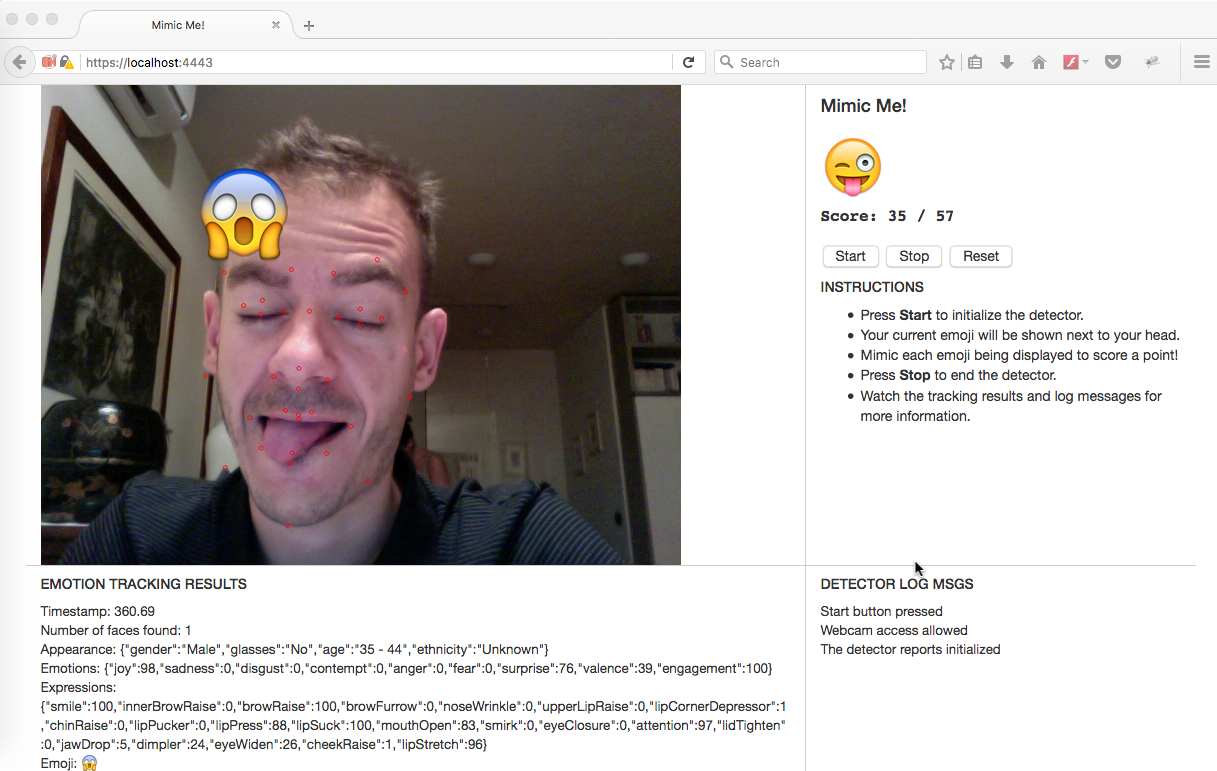 Mimic Me!
https://localhost:4443
Search
Mimic Me!
Score: 35 / 57
Start Stop Reset
INSTRUCTIONS
Press Start to initialize the detector.
Your current emoji will be shown next to your head.
Mimic each emoji being displayed to score a point!
Press Stop to end the detector.
Watch the tracking results and log messages for
more information.
EMOTION TRACKING RESULTS
Timestamp: 360.69
Number of faces found: 1
Appearance: {"gender":"Male","glasses":"No","age":"35 - 44","ethnicity":"Unknown"}
Emotions: {"joy":98,"sadness":0,"disgust":0,"contempt":0,"anger":0,"fear":0,"surprise":76,"valence":39,"engagement":100}
Expressions:
{"smile":100,"innerBrowRaise":0,"browRaise":100,"browFurrow":0,"noseWrinkle":0,"upperLipRaise":0,"lipCornerDepressor":1
,"chinRaise":0,"lipPucker":0,"lipPress":88,"lipSuck":100,"mouthOpen":83,"smirk":0,"eyeClosure":0,"attention":97,"lidTighten"
:0,"jawDrop":5,"dimpler":24,"eyeWiden":26,"cheekRaise":1,"lipStretch":96}
Emoji: 😱
DETECTOR LOG MSGS
Start button pressed
Webcam access allowed
The detector reports initialized